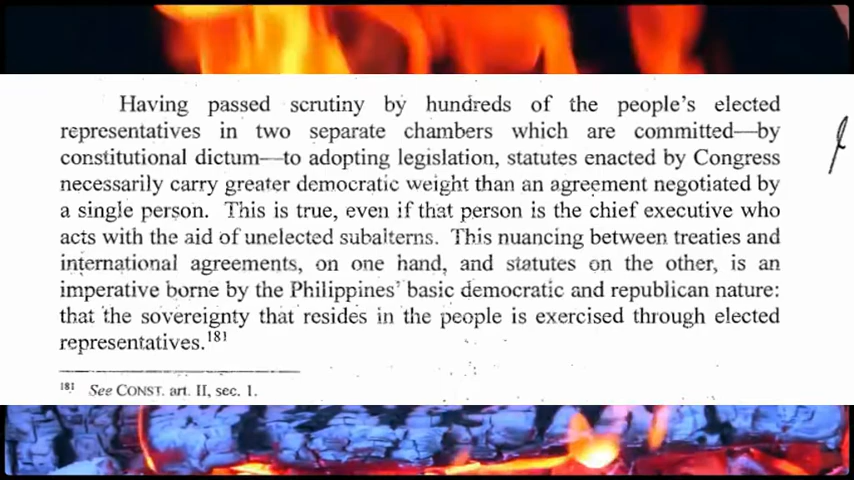 Having passed scrutiny by hundreds of the people's elected
representatives in two separate chambers which are committed—by
constitutional dictum—to adopting legislation, statutes enacted by Congress
necessarily carry greater democratic weight than an agreement negotiated by
a single person. This is true, even if that person is the chief executive who
acts with the aid of unelected subalterns. This nuancing between treaties and
international agreements, on one hand, and statutes on the other, is an
imperative borne by the Philippines' basic democratic and republican nature:
that the sovereignty that resides in the people is exercised through elected
representatives.181
181 See CONST. art. II, sec. 1.